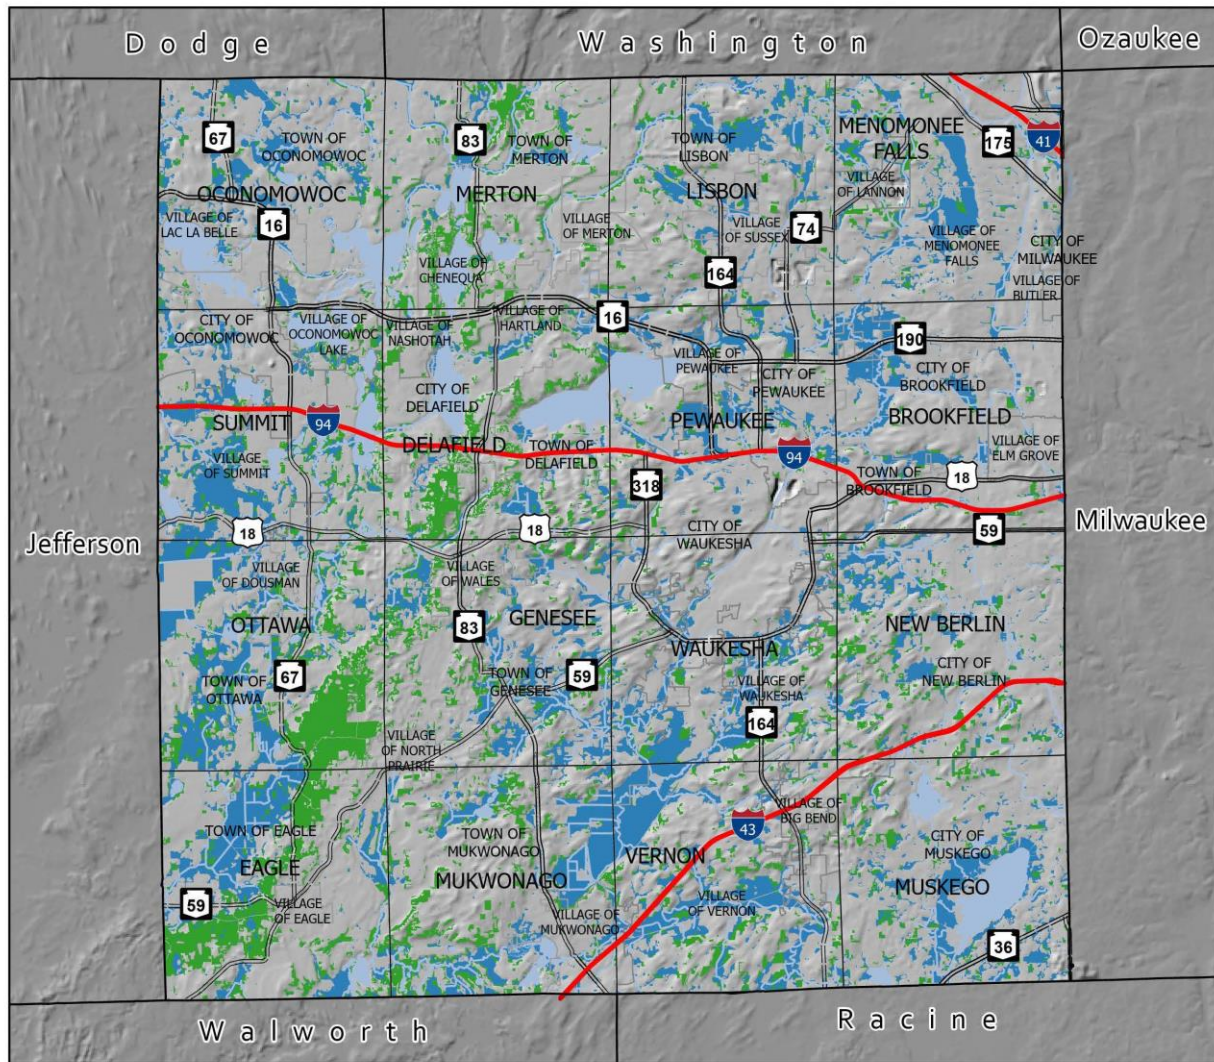 Dodge
Washington
Ozaukee
67
TOWN OF
OCONOMOWOC
83
TOWN OF
MERTON
TOWN OF
LISBON
MENOMONEE
FALLS
175
41
OCONOMOWOC
MERTON
LISBON
VILLAGE
OF LANNON
VILLAGE OF
LAC LA BELLE
16
VILLAGE
OF MERTON
VILLAGE
OF SUSSEX
74
VILLAGE OF
MENOMONEE
FALLS
CITY OF
MILWAUKEE
VILLAGE OF
CHENEQUA
164
VILLAGE OF
BUTLER
CITY OF
OCONOMOWOC
VILLAGE OF
OCONOMOWOC
LAKE
VILLAGE OF
NASHOTAH
VILLAGE OF
HARTLAND
16
190
VILLAGE OF
PEWAUKEE
CITY OF
PEWAUKEE
CITY OF
BROOKFIELD
CITY OF
DELAFIELD
SUMMIT
94
PEWAUKEE
BROOKFIELD
DELAFIELD
TOWN OF
DELAFIELD
94
VILLAGE OF
ELM GROVE
VILLAGE
OF SUMMIT
318
TOWN OF
BROOKFIELD
18
Jefferson
18
18
CITY OF
WAUKESHA
59
Milwaukee
VILLAGE
OF DOUSMAN
VILLAGE
OF WALES
OTTAWA
83
GENESEE
WAUKESHA
NEW BERLIN
67
TOWN OF
OTTAWA
TOWN OF
GENESEE
59
VILLAGE OF
WAUKESHA
CITY OF
NEW BERLIN
164
VILLAGE
OF NORTH
PRAIRIE
TOWN OF EAGLE
TOWN OF
MUKWONAGO
43
VILLAGE OF
BIG BEND
CITY OF
MUSKEGO
EAGLE
MUKWONAGO
VERNON
MUSKEGO
59
VILLAGE
OF EAGLE
VILLAGE OF
MUKWONAGO
VILLAGE
OF VERNON
36
Walworth
Racine